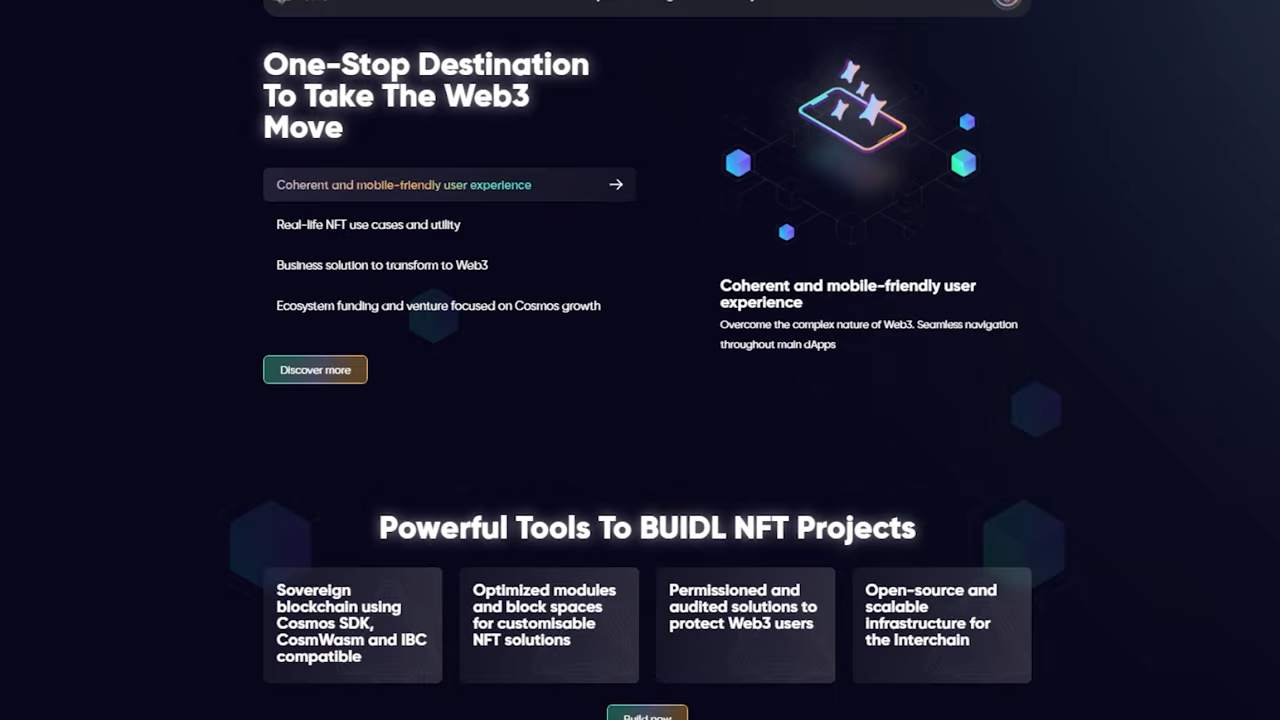 One-Stop Destination
To Take The Web3
Move
Coherent and mobile-friendly user experience
Real-life NFT use cases and utility
Business solution to transform to Web3
Ecosystem funding and venture focused on Cosmos growth
Discover more
Coherent and mobile-friendly user
experience
Overcome the complex nature of Web3. Seamless navigation
throughout main dApps
Powerful Tools To BUIDL NFT Projects
Sovereign
blockchain using
Cosmos SDK,
CosmWasm and IBC
compatible
Optimized modules
and block spaces
for customisable
NFT solutions
Permissioned and
audited solutions to
protect Web3 users
Open-source and
scalable
infrastructure for
the Interchain
Build now